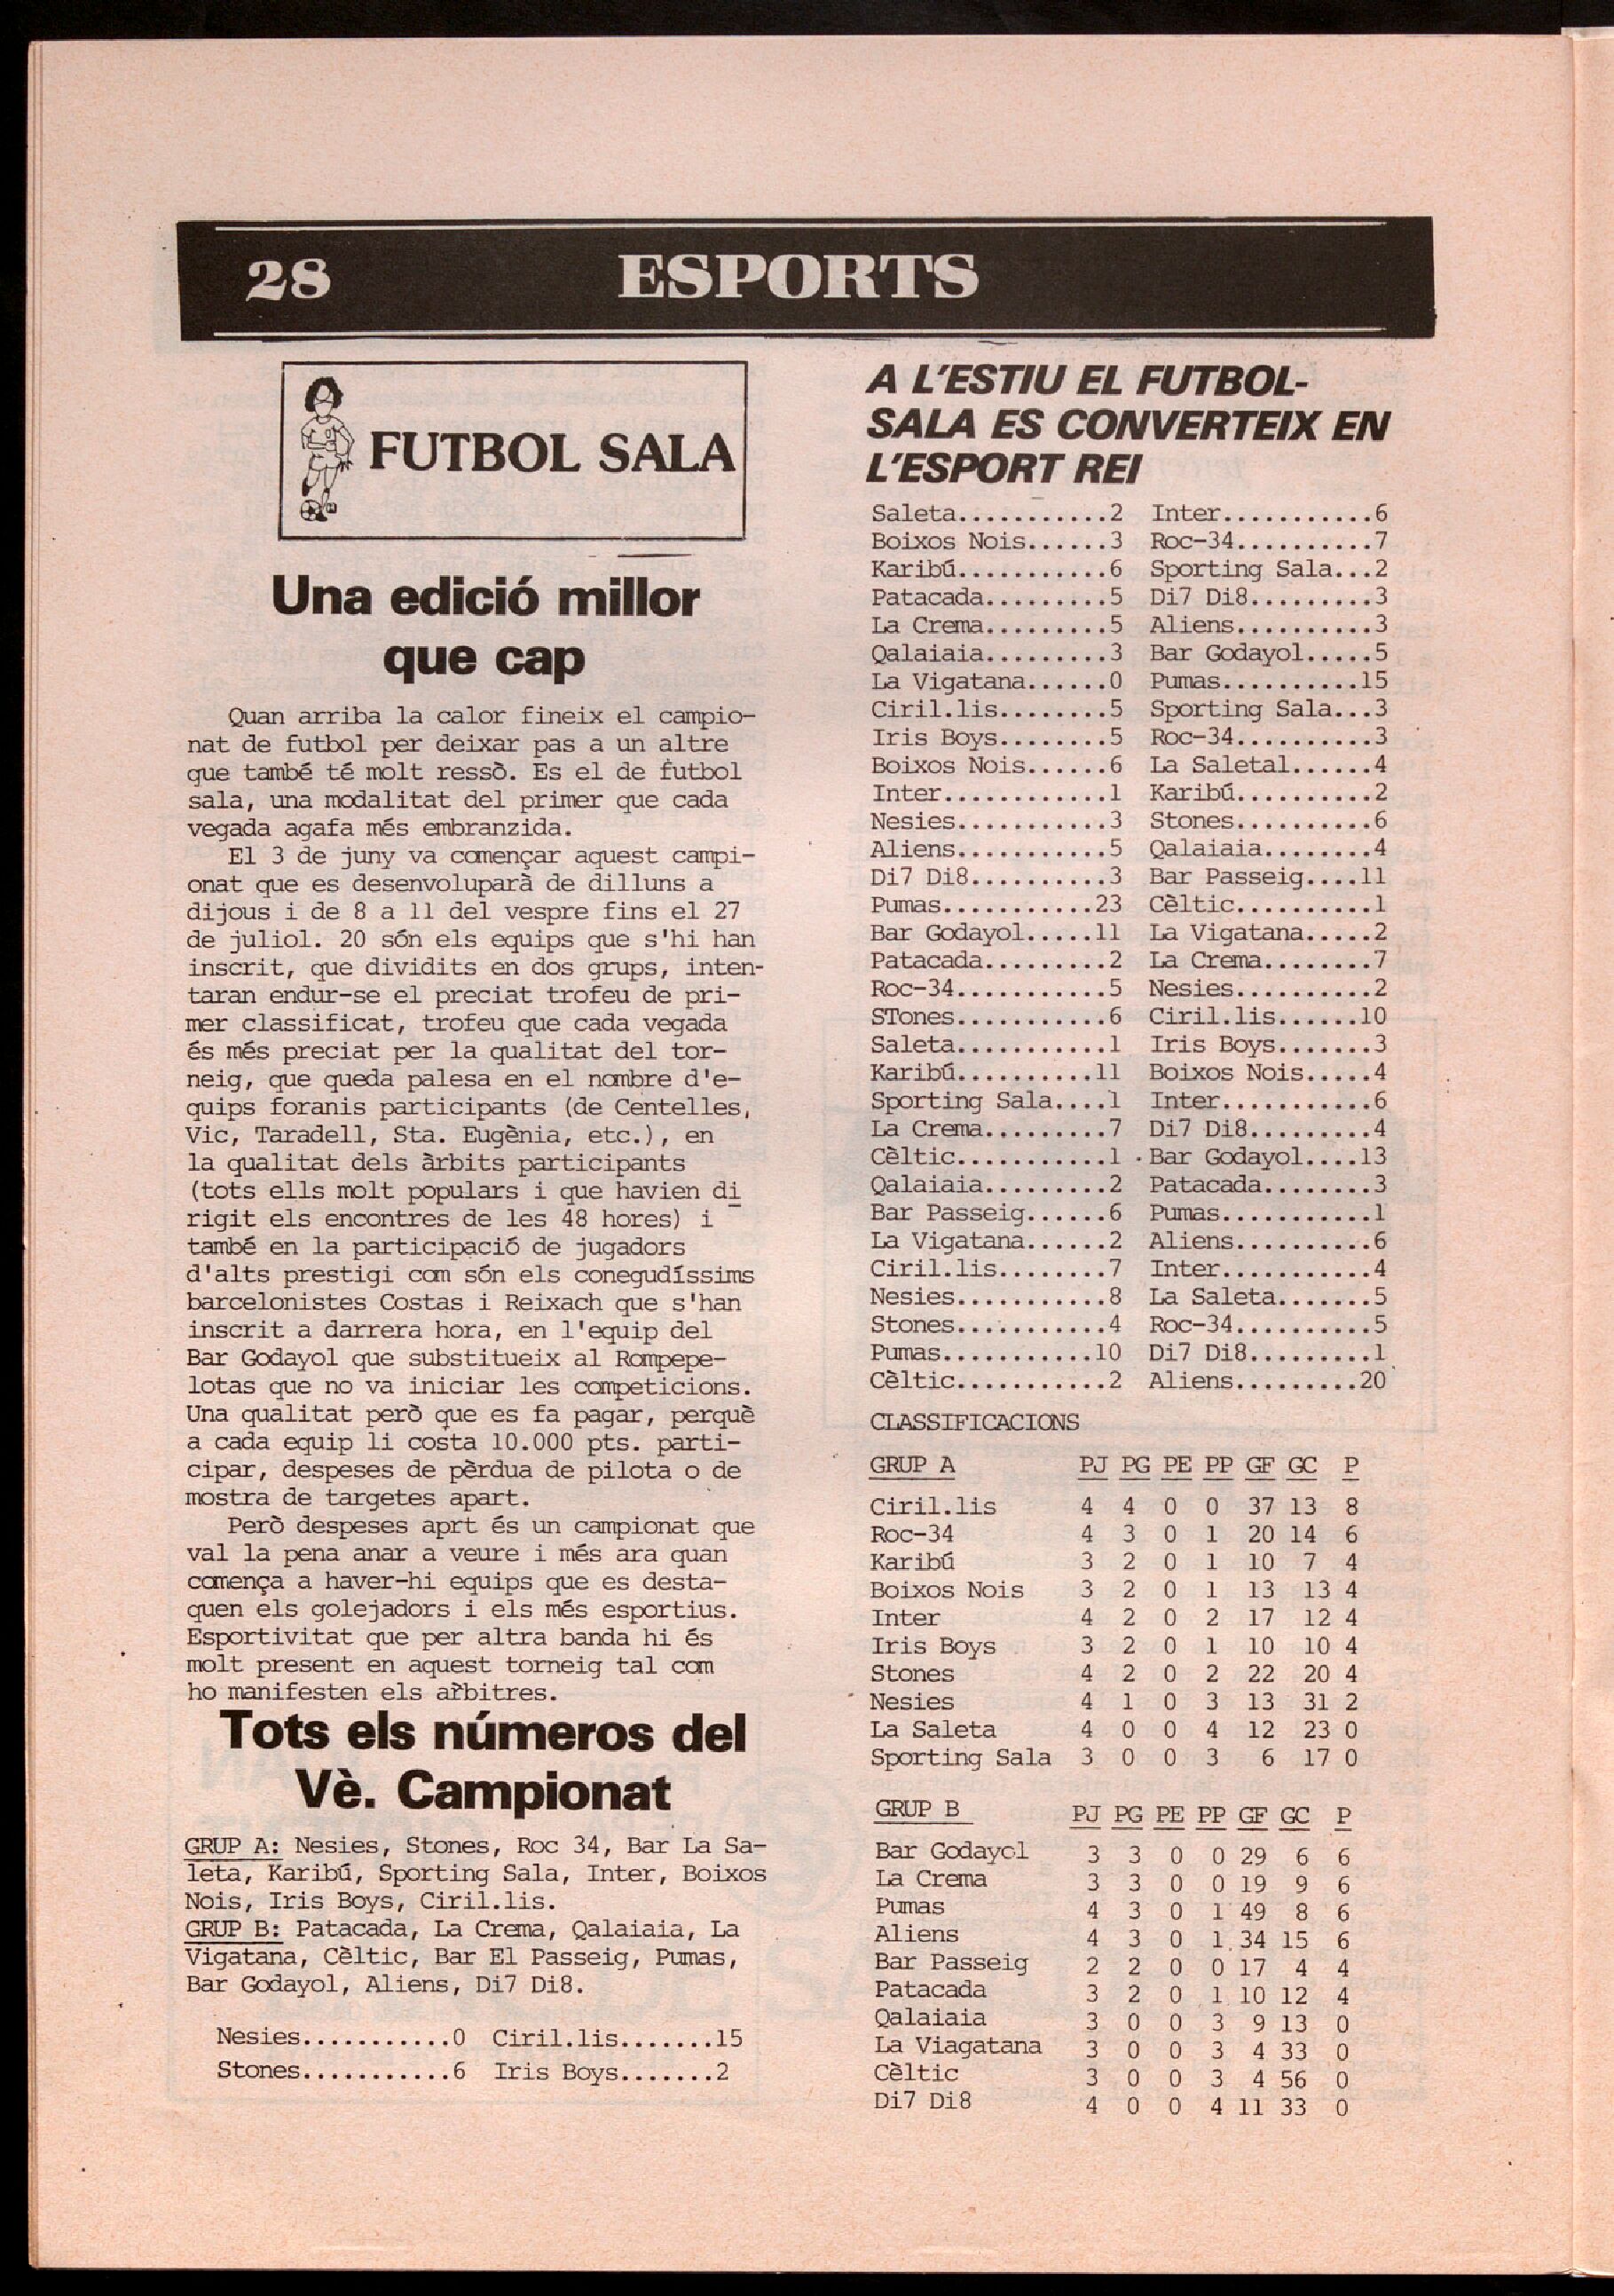 28 ESPORTS
FUTBOL SALA
Una edició millor
que cap
Quan arriba la calor fineix el campio-
nat de futbol per deixar pas a un altre
que també té molt ressò. Es el de futbol
sala, una modalitat del primer que cada
vegada agafa més embranzida.
El 3 de juny va començar aquest campi-
onat que es desenvoluparà de dilluns a
dijous i de 8 a 11 del vespre fins el 27
de juliol. 20 són els equips que s'hi han
inscrit, que dividits en dos grups, inten-
taran endur-se el preciat trofeu de pri-
mer classificat, trofeu que cada vegada
és més preciat per la qualitat del tor-
neig, que queda palesa en el nombre d'e-
quips foranis participants (de Centelles,
Vic, Taradell, Sta. Eugènia, etc.), en
la qualitat dels àrbits participants
(tots ells molt populars i que havien di
rigit els encontres de les 48 hores) i
també en la participació de jugadors
d'alts prestigi com són els conegudíssims
barcelonistes Costas i Reixach que s'han
inscrit a darrera hora, en l'equip del
Bar Godayol que substitueix al Rompepe-
lotas que no va iniciar les competicions.
Una qualitat però que es fa pagar, perquè
a cada equip li costa 10.000 pts. parti-
cipar, despeses de pèrdua de pilota o de
mostra de targetes apart.
Però despeses aprt és un campionat que
val la pena anar a veure i més ara quan
comença a haver-hi equips que es desta-
quen els golejadors i els més esportius.
Esportivitat que per altra banda hi és
molt present en aquest torneig tal com
ho manifesten els arbitres.
Tots els números del
Vè. Campionat
GRUP A: Nesies, Stones, Roc 34, Bar La Sa-
leta, Karibú, Sporting Sala, Inter, Boixos
Nois, Iris Boys, Ciril.lis.
GRUP B: Patacada, La Crema, Qalaiaia, La
Vigatana, Cèltic, Bar El Passeig, Pumas,
Bar Godayol, Aliens, Di7 Di8.
Nesies...........0 Ciril.lis.......15
Stones...........6 Iris Boys.......2
A L'ESTIU EL FUTBOL-
SALA ES CONVERTEIX EN
L'ESPORT REI
Saleta...........2 Inter...........6
Boixos Nois......3 Roc-34..........7
Karibú...........6 Sporting Sala...2
Patacada.........5 Di7 Di8.........3
La Crema.........5 Aliens..........3
Qalaiaia.........3 Bar Godayol.....5
La Vigatana......0 Pumas..........15
Ciril.lis........5 Sporting Sala...3
Iris Boys........5 Roc-34..........3
Boixos Nois......6 La Saletal......4
Inter............1 Karibú..........2
Nesies...........3 Stones..........6
Aliens...........5 Qalaiaia........4
Di7 Di8..........3 Bar Passeig....11
Pumas...........23 Cèltic..........1
Bar Godayol.....11 La Vigatana.....2
Patacada.........2 La Crema........7
Roc-34...........5 Nesies..........2
STones...........6 Ciril.lis......10
Saleta...........1 Iris Boys.......3
Karibú..........11 Boixos Nois.....4
Sporting Sala....1 Inter...........6
La Crema.........7 Di7 Di8.........4
Cèltic...........1 Bar Godayol....13
Qalaiaia.........2 Patacada........3
Bar Passeig......6 Pumas...........1
La Vigatana......2 Aliens..........6
Ciril.lis........7 Inter...........4
Nesies...........8 La Saleta.......5
Stones...........4 Roc-34..........5
Pumas...........10 Di7 Di8.........1
Cèltic...........2 Aliens.........20
CLASSIFICACIONS
GRUP A PJ PG PE PP GF GC P
Ciril.lis 4 4 0 0 37 13 8
Roc-34 4 3 0 1 20 14 6
Karibú 3 2 0 1 10 7 4
Boixos Nois 3 2 0 1 13 13 4
Inter 4 2 0 2 17 12 4
Iris Boys 3 2 0 1 10 10 4
Stones 4 2 0 2 22 20 4
Nesies 4 1 0 3 13 31 2
La Saleta 4 0 0 4 12 23 0
Sporting Sala 3 0 0 3 6 17 0
GRUP B PJ PG PE PP GF GC P
Bar Godayol 3 3 0 0 29 6 6
La Crema 3 3 0 0 19 9 6
Pumas 4 3 0 1 49 8 6
Aliens 4 3 0 1 34 15 6
Bar Passeig 2 2 0 0 17 4 4
Patacada 3 2 0 1 10 12 4
Qalaiaia 3 0 0 3 9 13 0
La Viagatana 3 0 0 3 4 33 0
Cèltic 3 0 0 3 4 56 0
Di7 Di8 4 0 0 4 11 33 0